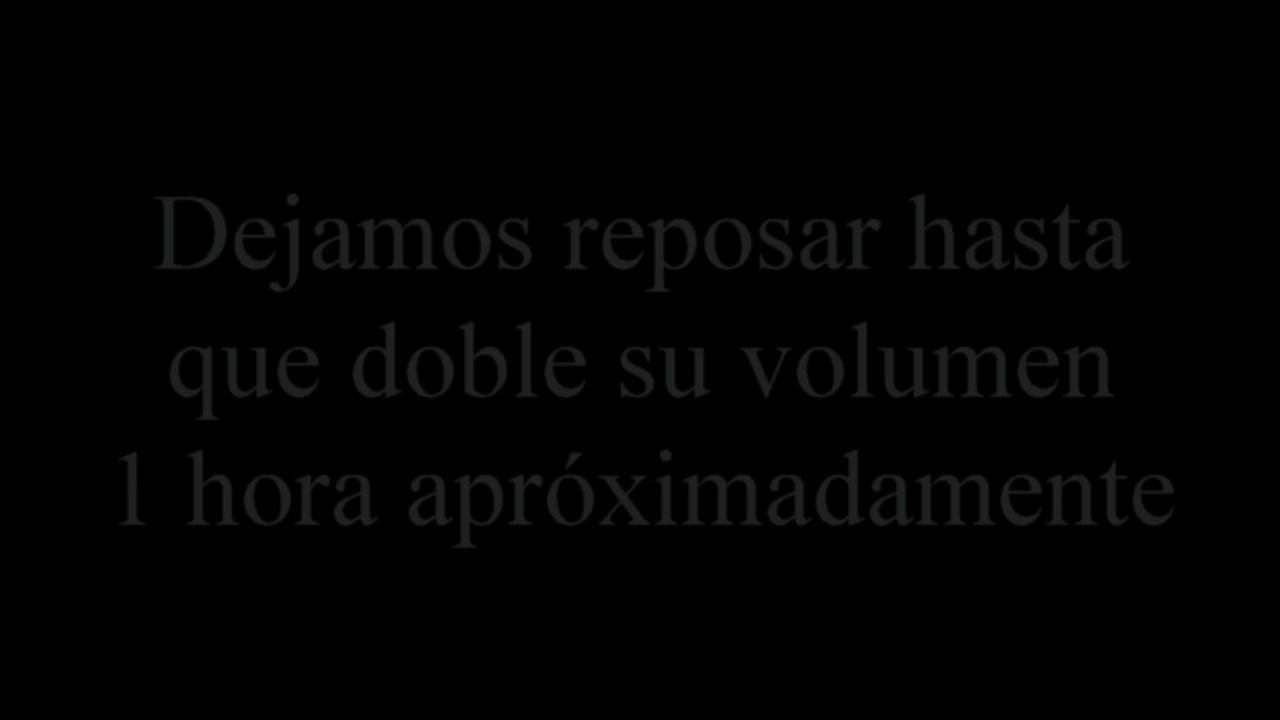 Dejamos reposar hasta
que doble su volumen
1 hora apróximadamente